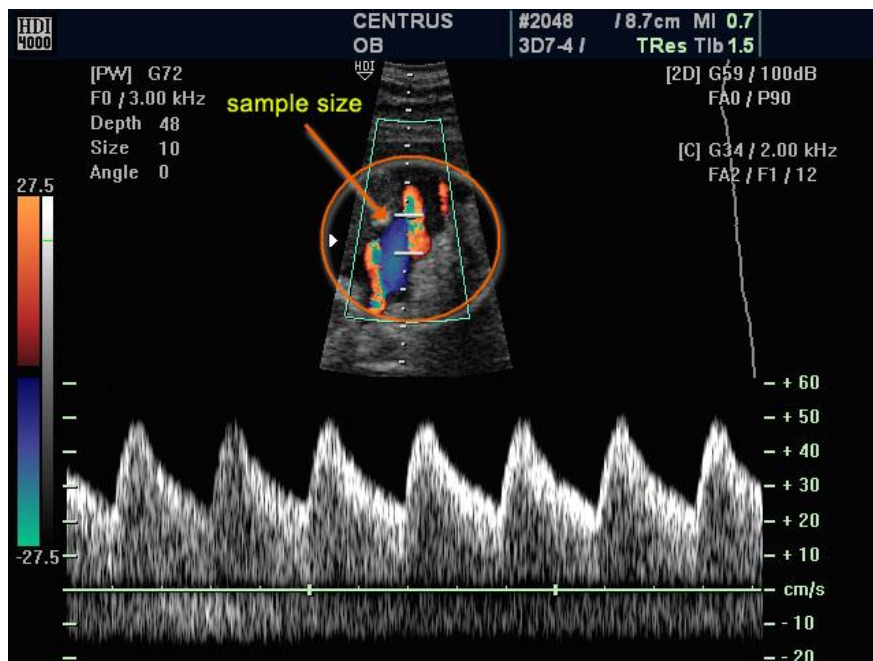 HDI
4000
CENTRUS
OB
#2048 / 8.7cm MI 0.7
3D7-4 / TRes TIb 1.5
[PW] G72
F0 / 3.00 kHz
Depth 48
Size 10
Angle 0
sample size
HDI
[2D] G59 / 100dB
FA0 / P90
[C] G34 / 2.00 kHz
FA2 / F1 / 12
27.5
-27.5
+ 60
+ 50
+ 40
+ 30
+ 20
+ 10
cm/s
- 10
- 20